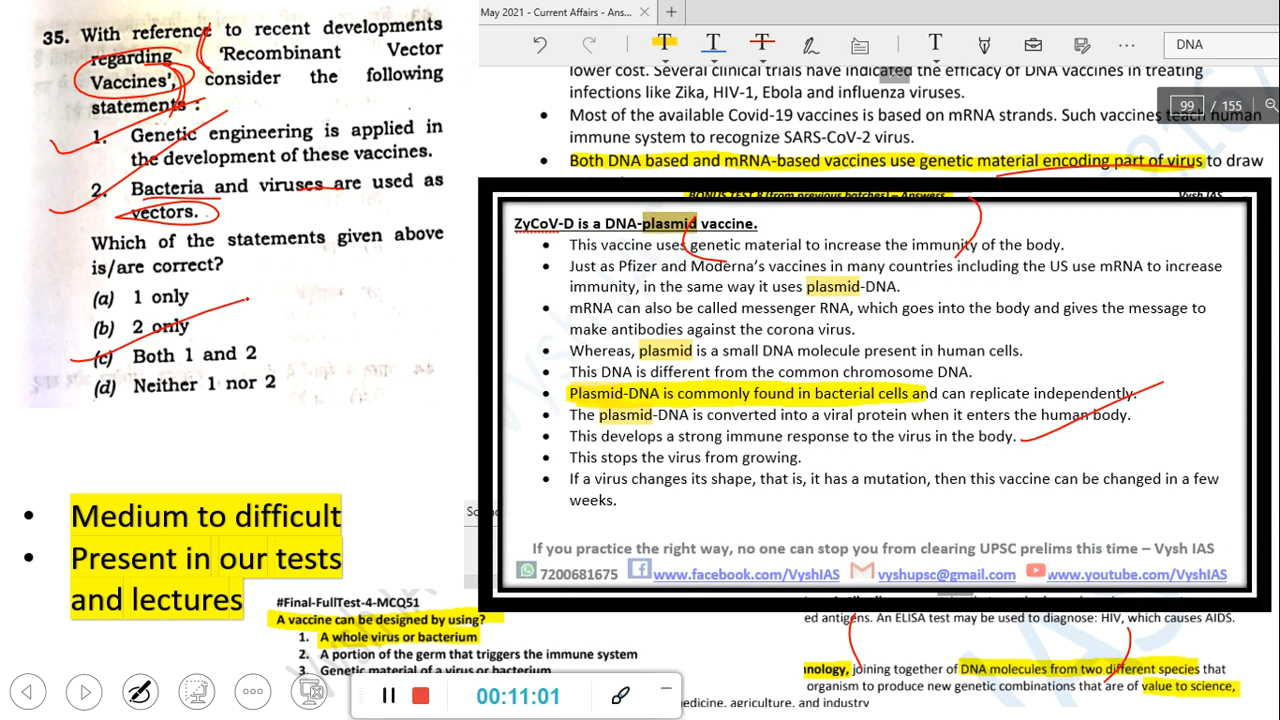 35. With reference to recent developments
regarding 'Recombinant Vector
Vaccines', consider the following
statements :
1. Genetic engineering is applied in
the development of these vaccines.
2. Bacteria and viruses are used as
vectors.
Which of the statements given above
is/are correct?
(a) 1 only
(b) 2 only
(c) Both 1 and 2
(d) Neither 1 nor 2
• Medium to difficult
• Present in our tests
and lectures
May 2021 - Current Affairs - Ans...
DNA
99 / 155
lower cost. Several clinical trials have indicated the efficacy of DNA vaccines in treating
infections like Zika, HIV-1, Ebola and influenza viruses.
• Most of the available Covid-19 vaccines is based on mRNA strands. Such vaccines teach human
immune system to recognize SARS-CoV-2 virus.
• Both DNA based and mRNA-based vaccines use genetic material encoding part of virus to draw
BONUS TEST 8 (from previous batches) – Answers Vysh IAS
ZyCoV-D is a DNA-plasmid vaccine.
• This vaccine uses genetic material to increase the immunity of the body.
• Just as Pfizer and Moderna's vaccines in many countries including the US use mRNA to increase
immunity, in the same way it uses plasmid-DNA.
• mRNA can also be called messenger RNA, which goes into the body and gives the message to
make antibodies against the corona virus.
• Whereas, plasmid is a small DNA molecule present in human cells.
• This DNA is different from the common chromosome DNA.
• Plasmid-DNA is commonly found in bacterial cells and can replicate independently.
• The plasmid-DNA is converted into a viral protein when it enters the human body.
• This develops a strong immune response to the virus in the body.
• This stops the virus from growing.
• If a virus changes its shape, that is, it has a mutation, then this vaccine can be changed in a few
weeks.
If you practice the right way, no one can stop you from clearing UPSC prelims this time – Vysh IAS
7200681675 www.facebook.com/VyshIAS vyshupsc@gmail.com www.youtube.com/VyshIAS
#Final-FullTest-4-MCQ51
A vaccine can be designed by using?
1. A whole virus or bacterium
2. A portion of the germ that triggers the immune system
3. Genetic material of a virus or bacterium
ed antigens. An ELISA test may be used to diagnose: HIV, which causes AIDS.
nology, joining together of DNA molecules from two different species that
organism to produce new genetic combinations that are of value to science,
medicine, agriculture, and industry
00:11:01